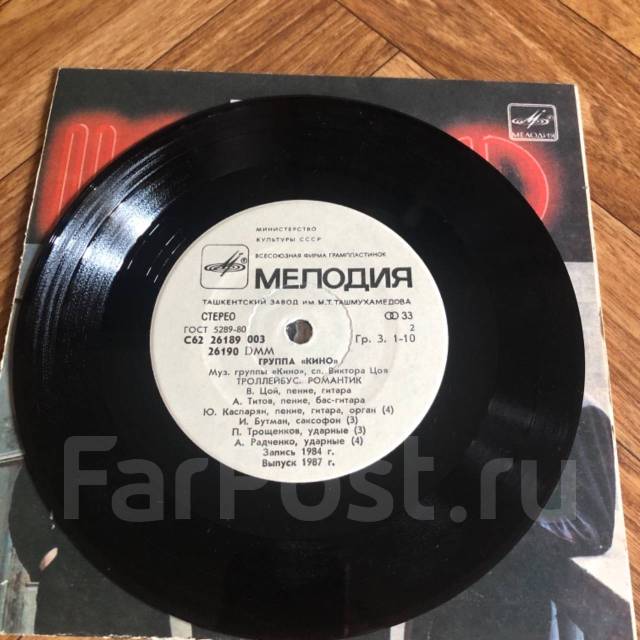 МЕЛОДИЯ
МИНИСТЕРСТВО
КУЛЬТУРЫ СССР
ВСЕСОЮЗНАЯ ФИРМА ГРАМПЛАСТИНОК
МЕЛОДИЯ
ТАШКЕНТСКИЙ ЗАВОД им М.Т.ТАШМУХАМЕДОВА
СТЕРЕО 33
ГОСТ 5289-80 2
С62 26189 003 Гр. 3. 1-10
26190 DMM
ГРУППА «КИНО»
Муз. группы «Кино», сл. Виктора Цоя
ТРОЛЛЕЙБУС. РОМАНТИК
В. Цой, пение, гитара
А. Титов, пение, бас-гитара
Ю. Каспарян, пение, гитара, орган (4)
И. Бутман, саксофон (3)
П. Трощенков, ударные (3)
А. Радченко, ударные (4)
Запись 1984 г.
Выпуск 1987 г.
FarPost.ru